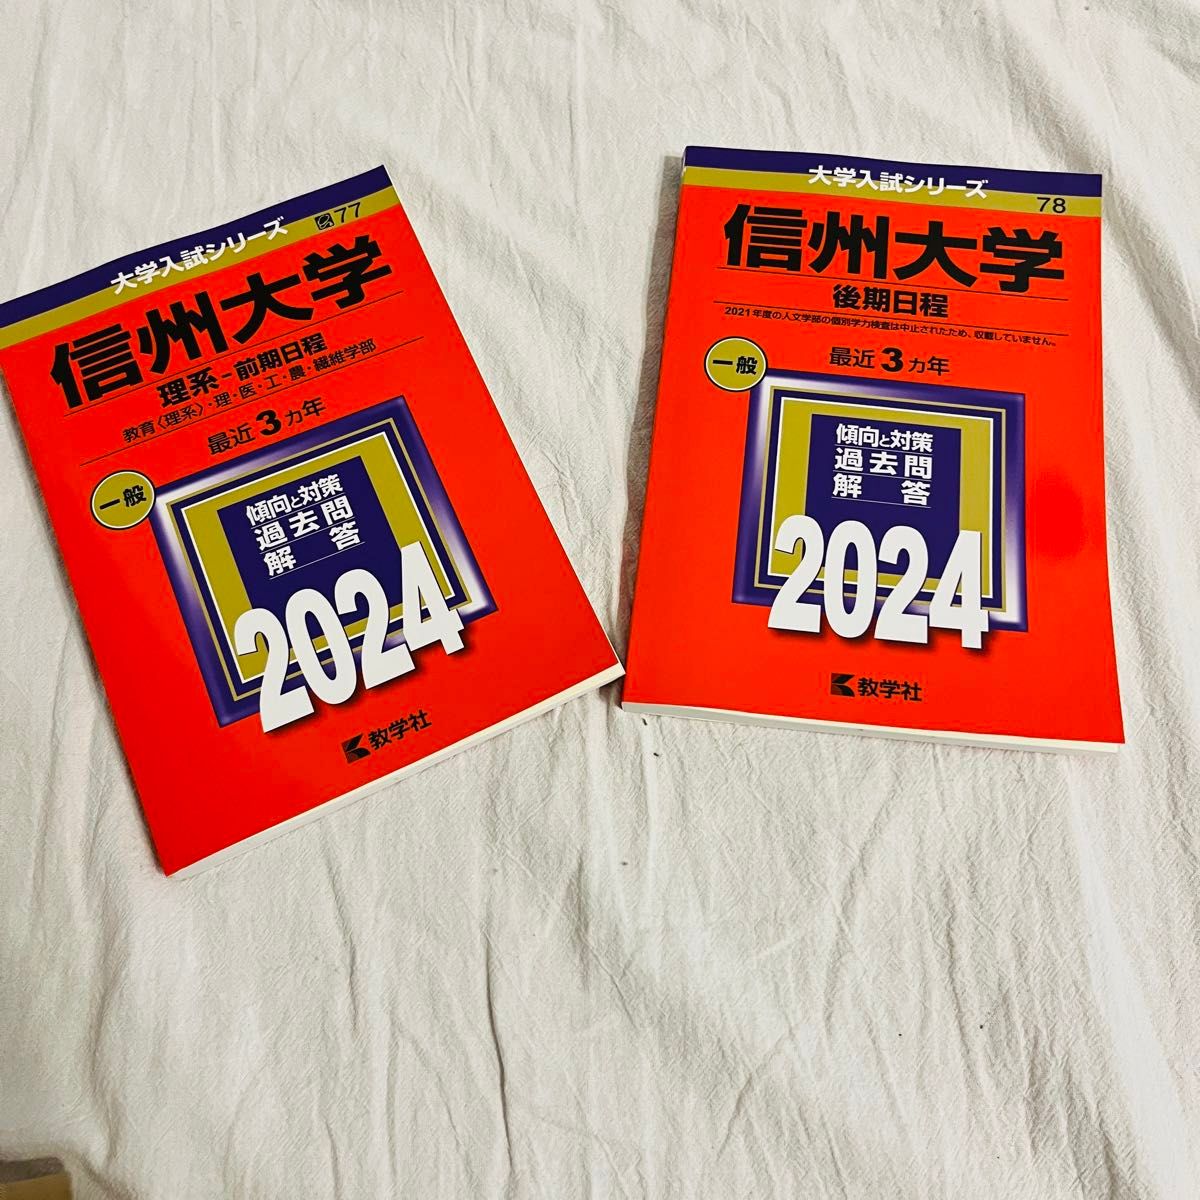 大学入試シリーズ
77
信州大学
理系-前期日程
教育〈理系〉・理・医・工・農・繊維学部
最近3ヵ年
一般
傾向と対策
過去問
解答
2024
教学社
大学入試シリーズ
78
信州大学
後期日程
2021年度の人文学部の個別学力検査は中止されたため、収載していません。
最近3ヵ年
一般
傾向と対策
過去問
解答
2024
教学社